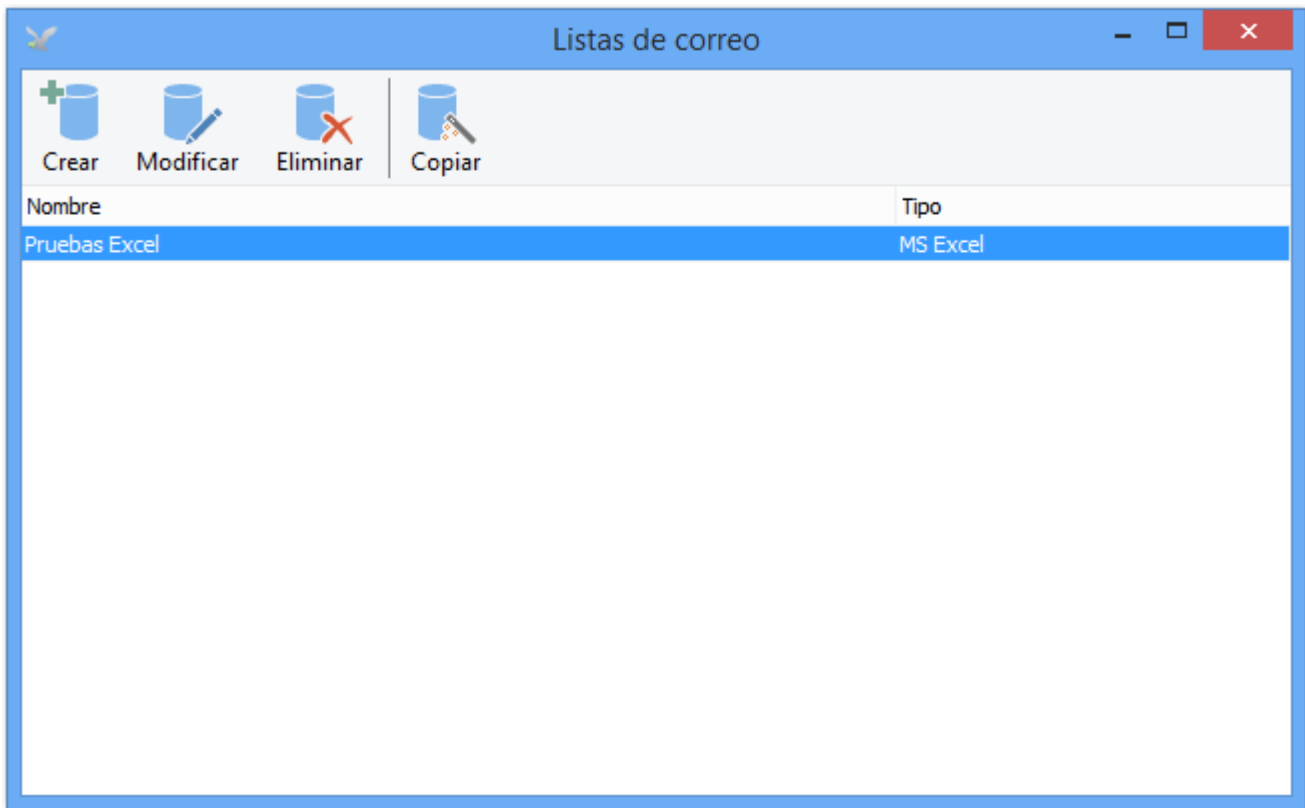 Listas de correo
Crear Modificar Eliminar Copiar
Nombre Tipo
Pruebas Excel MS Excel